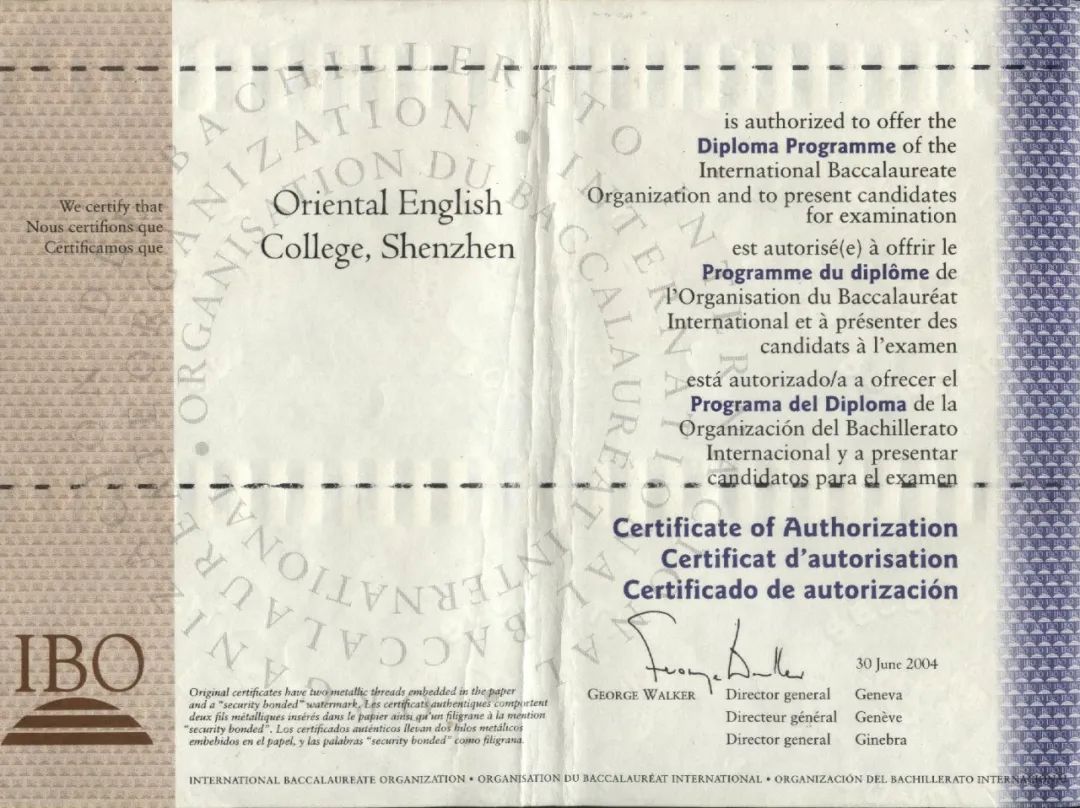 We certify that
Nous certifions que
Certificamos que
Oriental English
College, Shenzhen
is authorized to offer the
Diploma Programme of the
International Baccalaureate
Organization and to present candidates
for examination
est autorisé(e) à offrir le
Programme du diplôme de
l'Organisation du Baccalauréat
International et à présenter des
candidats à l'examen
está autorizado/a a ofrecer el
Programa del Diploma de la
Organización del Bachillerato
Internacional y a presentar
candidatos para el examen
Certificate of Authorization
Certificat d'autorisation
Certificado de autorización
30 June 2004
GEORGE WALKER Director general Geneva
Directeur général Genève
Director general Ginebra
IBO
Original certificates have two metallic threads embedded in the paper
and a "security bonded" watermark. Les certificats authentiques comportent
deux fils métalliques insérés dans le papier ainsi qu'un filigrane à la mention
"security bonded". Los certificados auténticos llevan dos hilos metálicos
embebidos en el papel, y las palabras "security bonded" como filigrana.
INTERNATIONAL BACCALAUREATE ORGANIZATION • ORGANISATION DU BACCALAURÉAT INTERNATIONAL • ORGANIZACIÓN DEL BACHILLERATO INTERNACIONAL